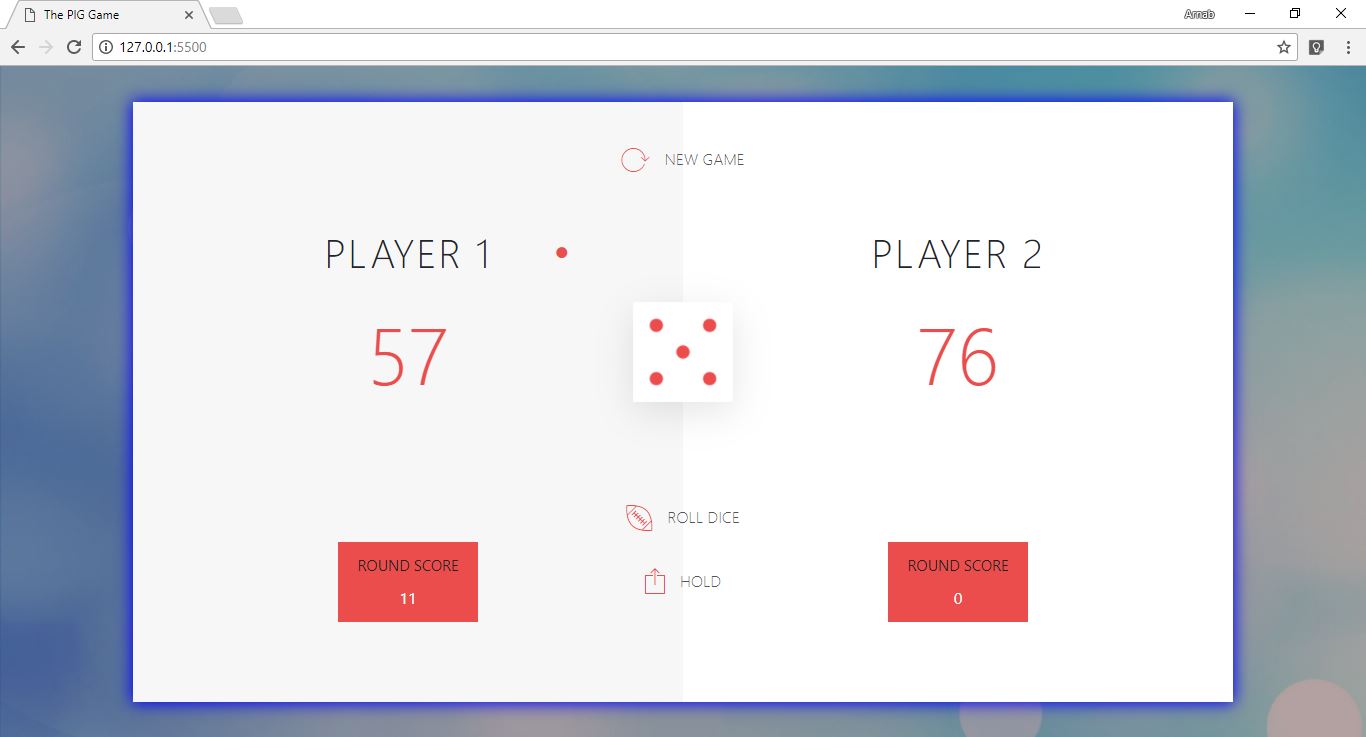 The PIG Game
Arnab
127.0.0.1:5500
NEW GAME
PLAYER 1
PLAYER 2
57
76
ROLL DICE
ROUND SCORE
11
ROUND SCORE
0
HOLD